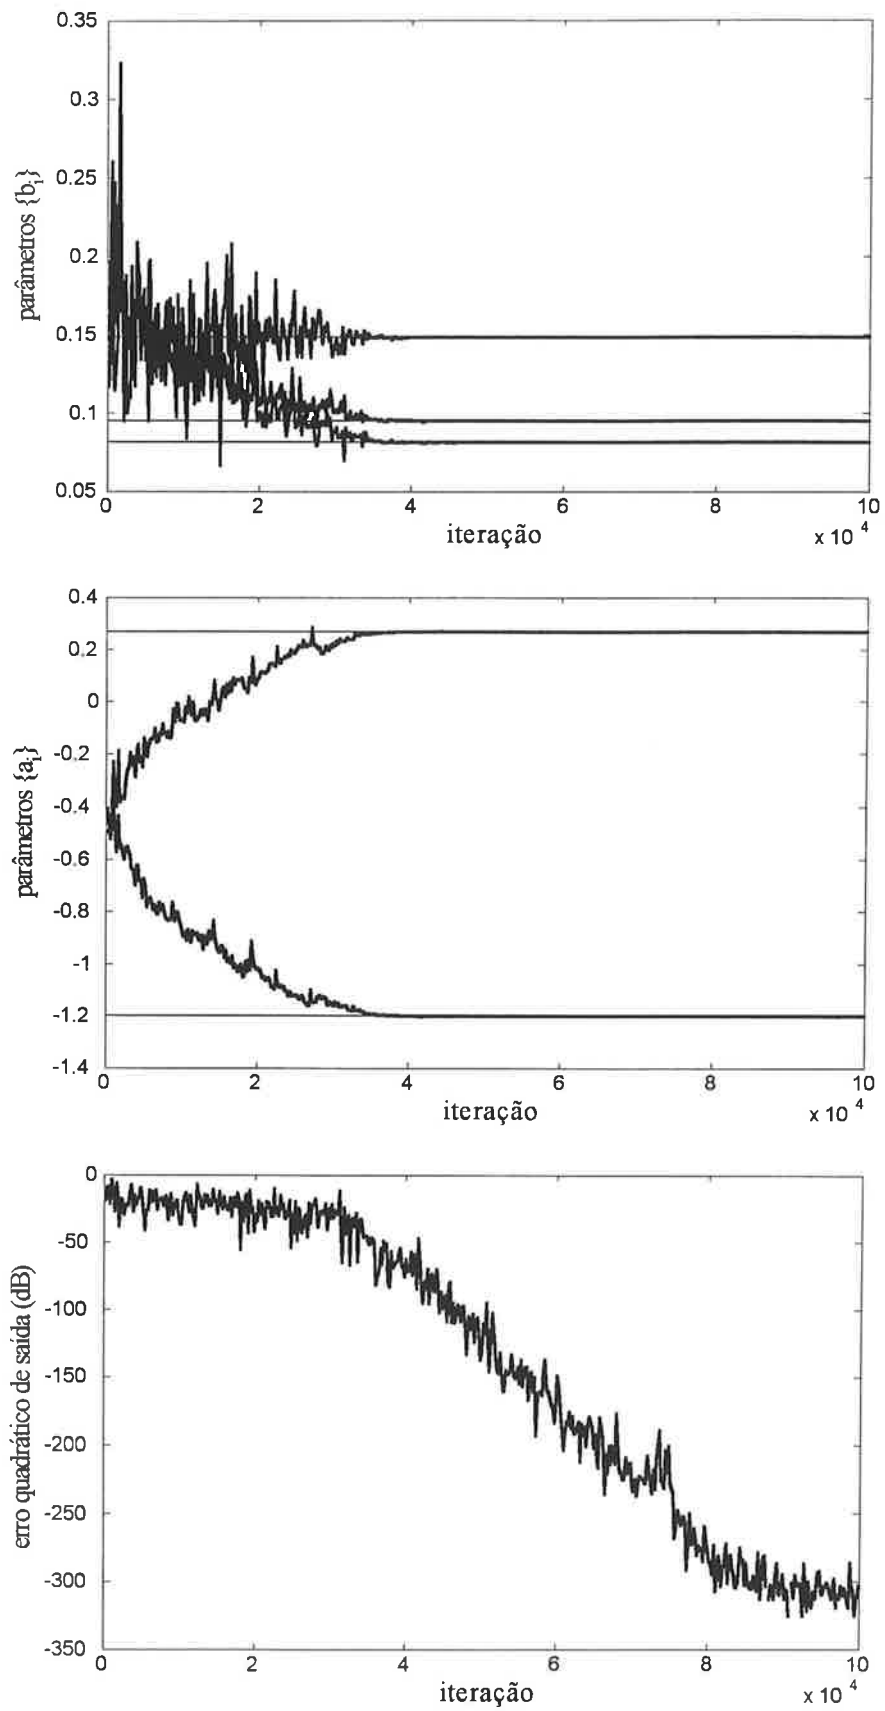 0.35
0.3
0.25
0.2
0.15
0.1
0.05
parâmetros {b_i}
0 2 4 6 8 10
iteração
x 10^4
0.4
0.2
0
-0.2
-0.4
-0.6
-0.8
-1
-1.2
-1.4
parâmetros {a_i}
0 2 4 6 8 10
iteração
x 10^4
0
-50
-100
-150
-200
-250
-300
-350
erro quadrático de saída (dB)
0 2 4 6 8 10
iteração
x 10^4